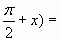 π/2 + x) =